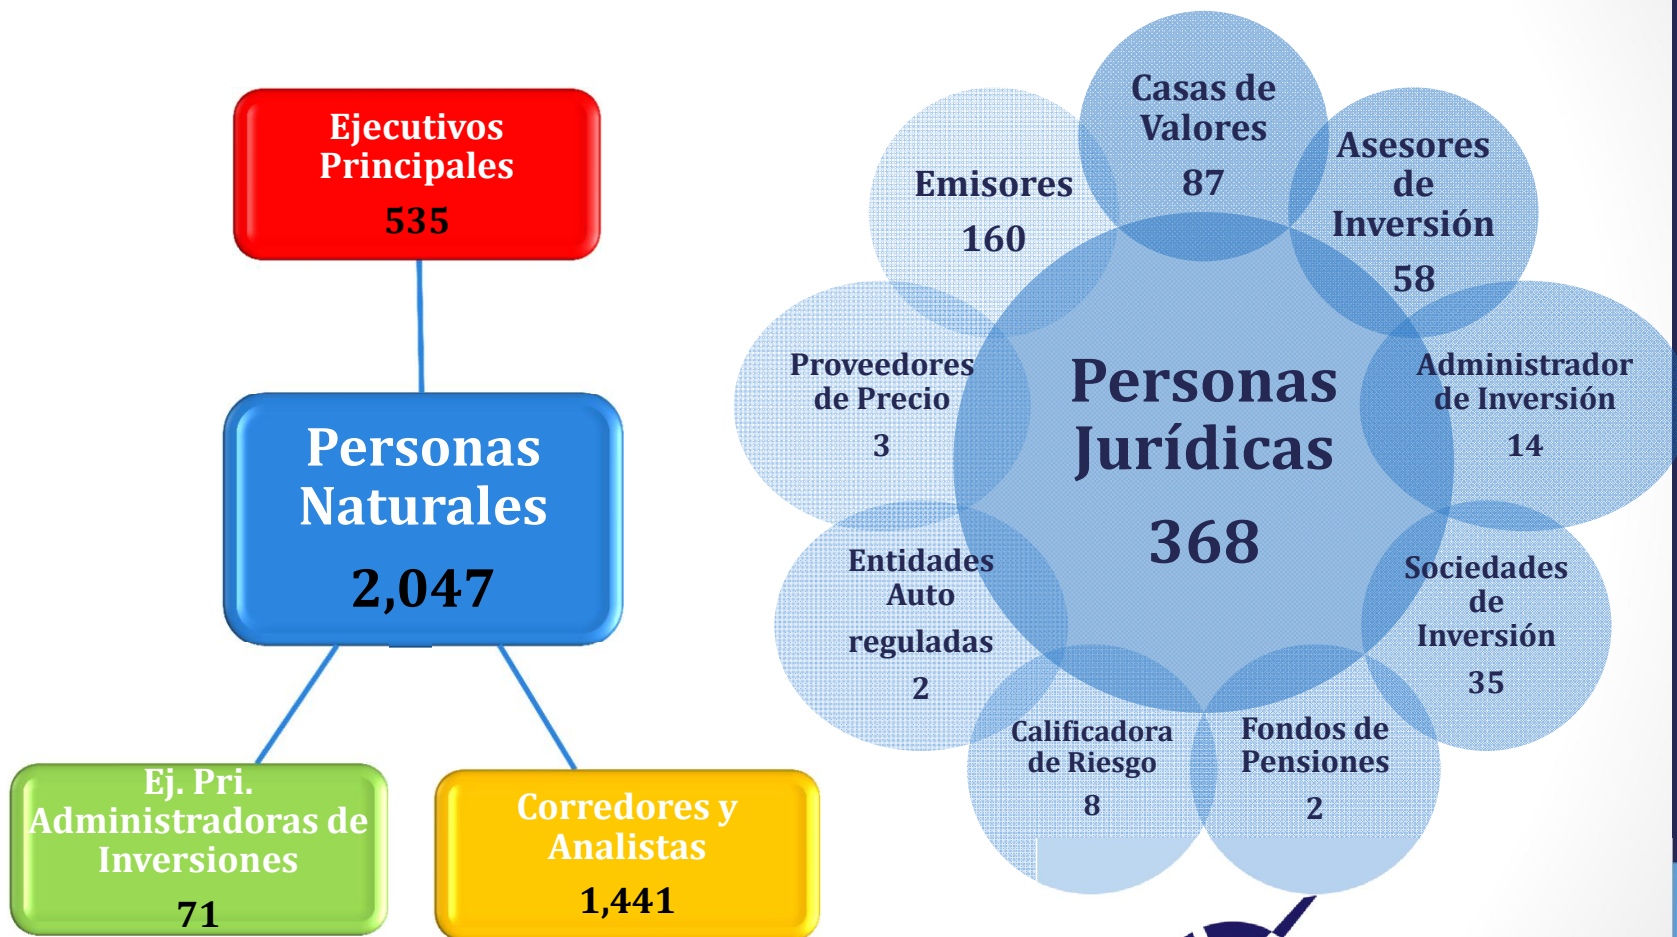 Ejecutivos
Principales
535
Personas
Naturales
2,047
Ej. Pri.
Administradoras de
Inversiones
71
Corredores y
Analistas
1,441
Casas de
Valores
87
Asesores
de
Inversión
58
Administrador
de Inversión
14
Sociedades
de
Inversión
35
Fondos de
Pensiones
2
Calificadora
de Riesgo
8
Entidades
Auto
reguladas
2
Proveedores
de Precio
3
Emisores
160
Personas
Jurídicas
368